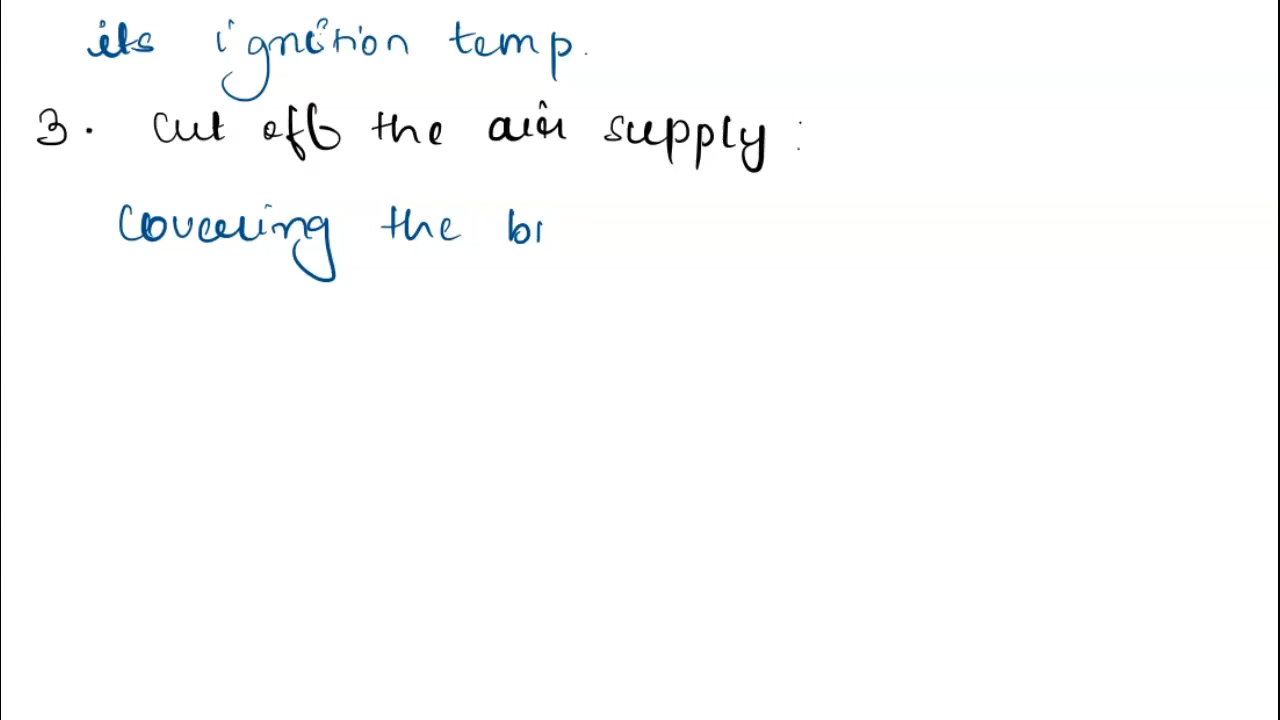 its ignition temp.
3. cut off the air supply :
Covering the